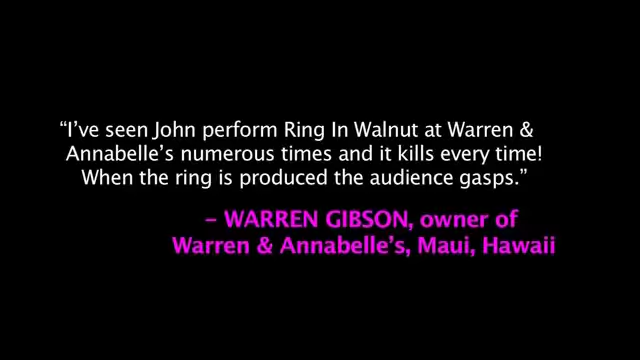 “I’ve seen John perform Ring In Walnut at Warren &
Annabelle’s numerous times and it kills every time!
When the ring is produced the audience gasps.”
– WARREN GIBSON, owner of
Warren & Annabelle’s, Maui, Hawaii